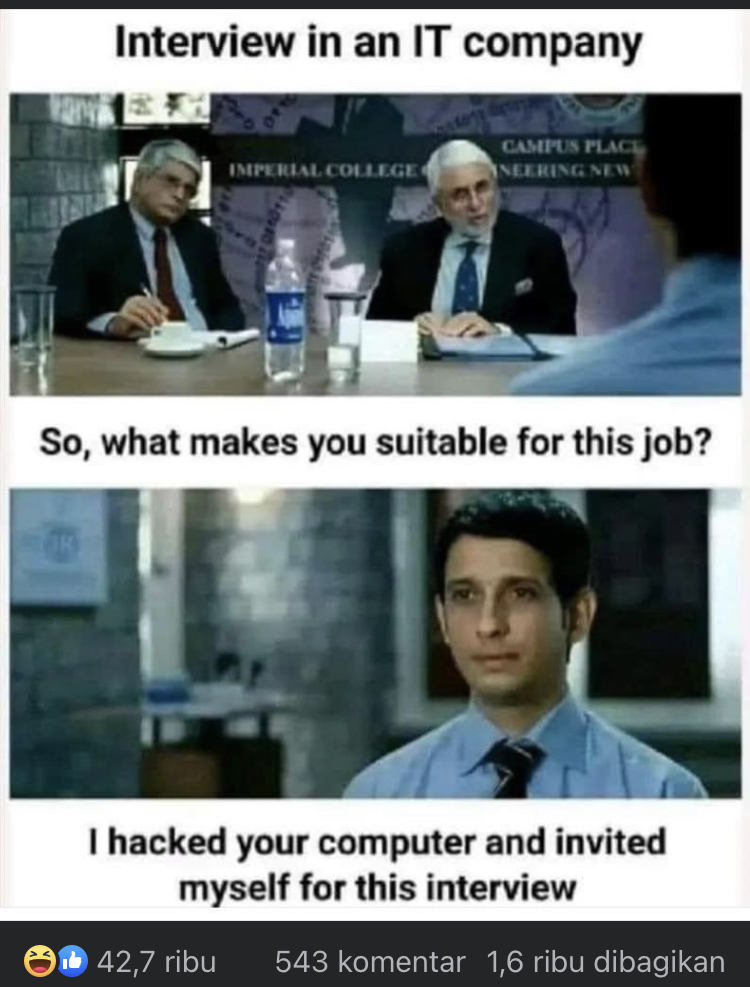 Interview in an IT company
CAMPUS PLACE
IMPERIAL COLLEGE
NEERING NEW
So, what makes you suitable for this job?
I hacked your computer and invited
myself for this interview
42,7 ribu 543 komentar 1,6 ribu dibagikan